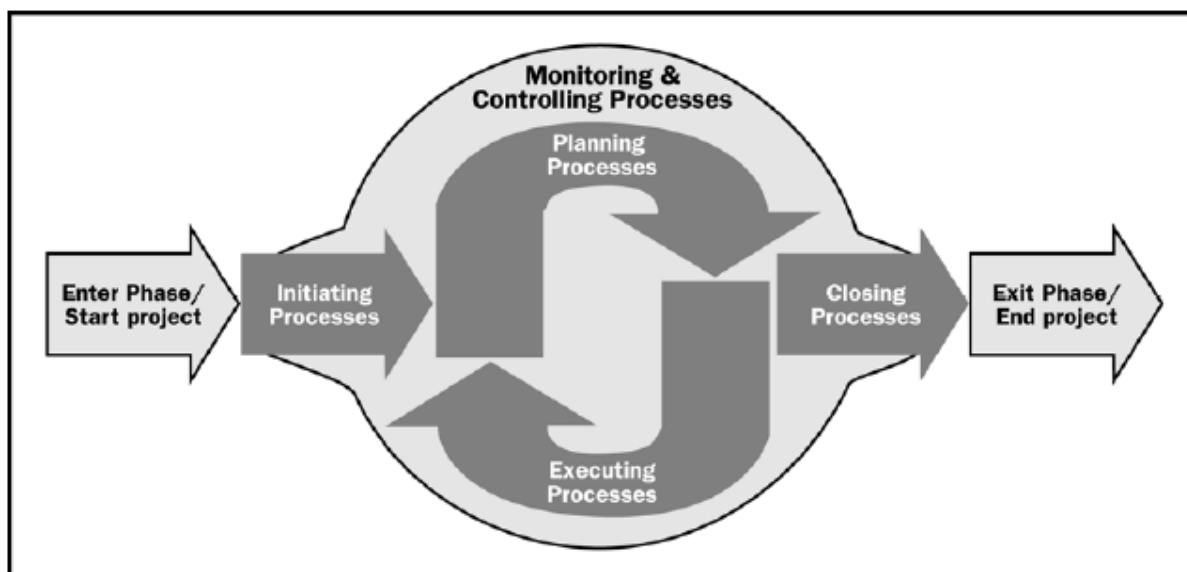 Monitoring &
Controlling Processes
Planning
Processes
Enter Phase/
Start project
Initiating
Processes
Closing
Processes
Exit Phase/
End project
Executing
Processes